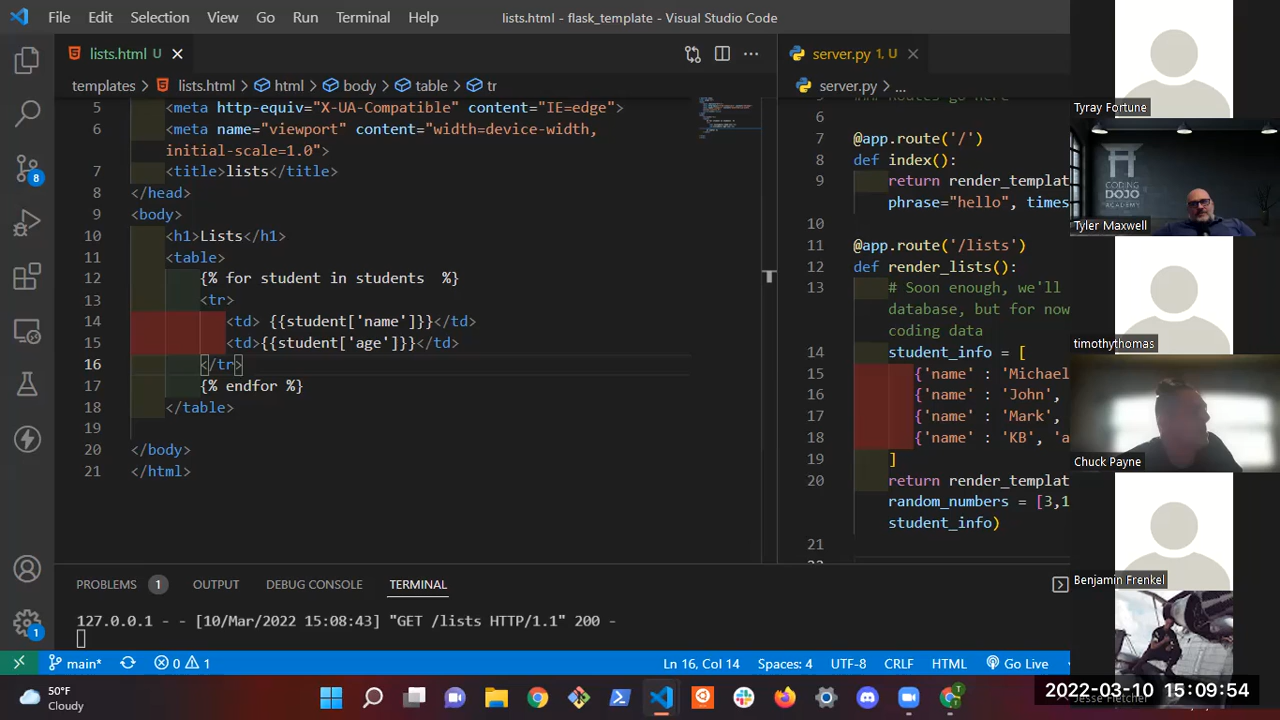 File Edit Selection View Go Run Terminal Help
lists.html - flask_template - Visual Studio Code
lists.html U
server.py 1, U
templates > lists.html > html > body > table > tr
server.py > ...
5 <meta http-equiv="X-UA-Compatible" content="IE=edge">
6 <meta name="viewport" content="width=device-width,
initial-scale=1.0">
7 <title>lists</title>
8 </head>
9 <body>
10 <h1>Lists</h1>
11 <table>
12 {% for student in students  %}
13 <tr>
14 <td> {{student['name']}}</td>
15 <td>{{student['age']}}</td>
16 </tr>
17 {% endfor %}
18 </table>
19
20 </body>
21 </html>
6
7 @app.route('/')
8 def index():
9 return render_templat
phrase="hello", times
10
11 @app.route('/lists')
12 def render_lists():
13 # Soon enough, we'll
database, but for now
coding data
14 student_info = [
15 {'name' : 'Michael
16 {'name' : 'John',
17 {'name' : 'Mark',
18 {'name' : 'KB', 'a
19 ]
20 return render_templat
random_numbers = [3,1
student_info)
21
PROBLEMS 1 OUTPUT DEBUG CONSOLE TERMINAL
127.0.0.1 - - [10/Mar/2022 15:08:43] "GET /lists HTTP/1.1" 200 -
main* 0 1 Ln 16, Col 14 Spaces: 4 UTF-8 CRLF HTML Go Live
8
1
50°F
Cloudy
Tyray Fortune
CODING
DOJO
ACADEMY
Tyler Maxwell
timothythomas
Chuck Payne
Benjamin Frenkel
Jesse Fletcher
2022-03-10 15:09:54